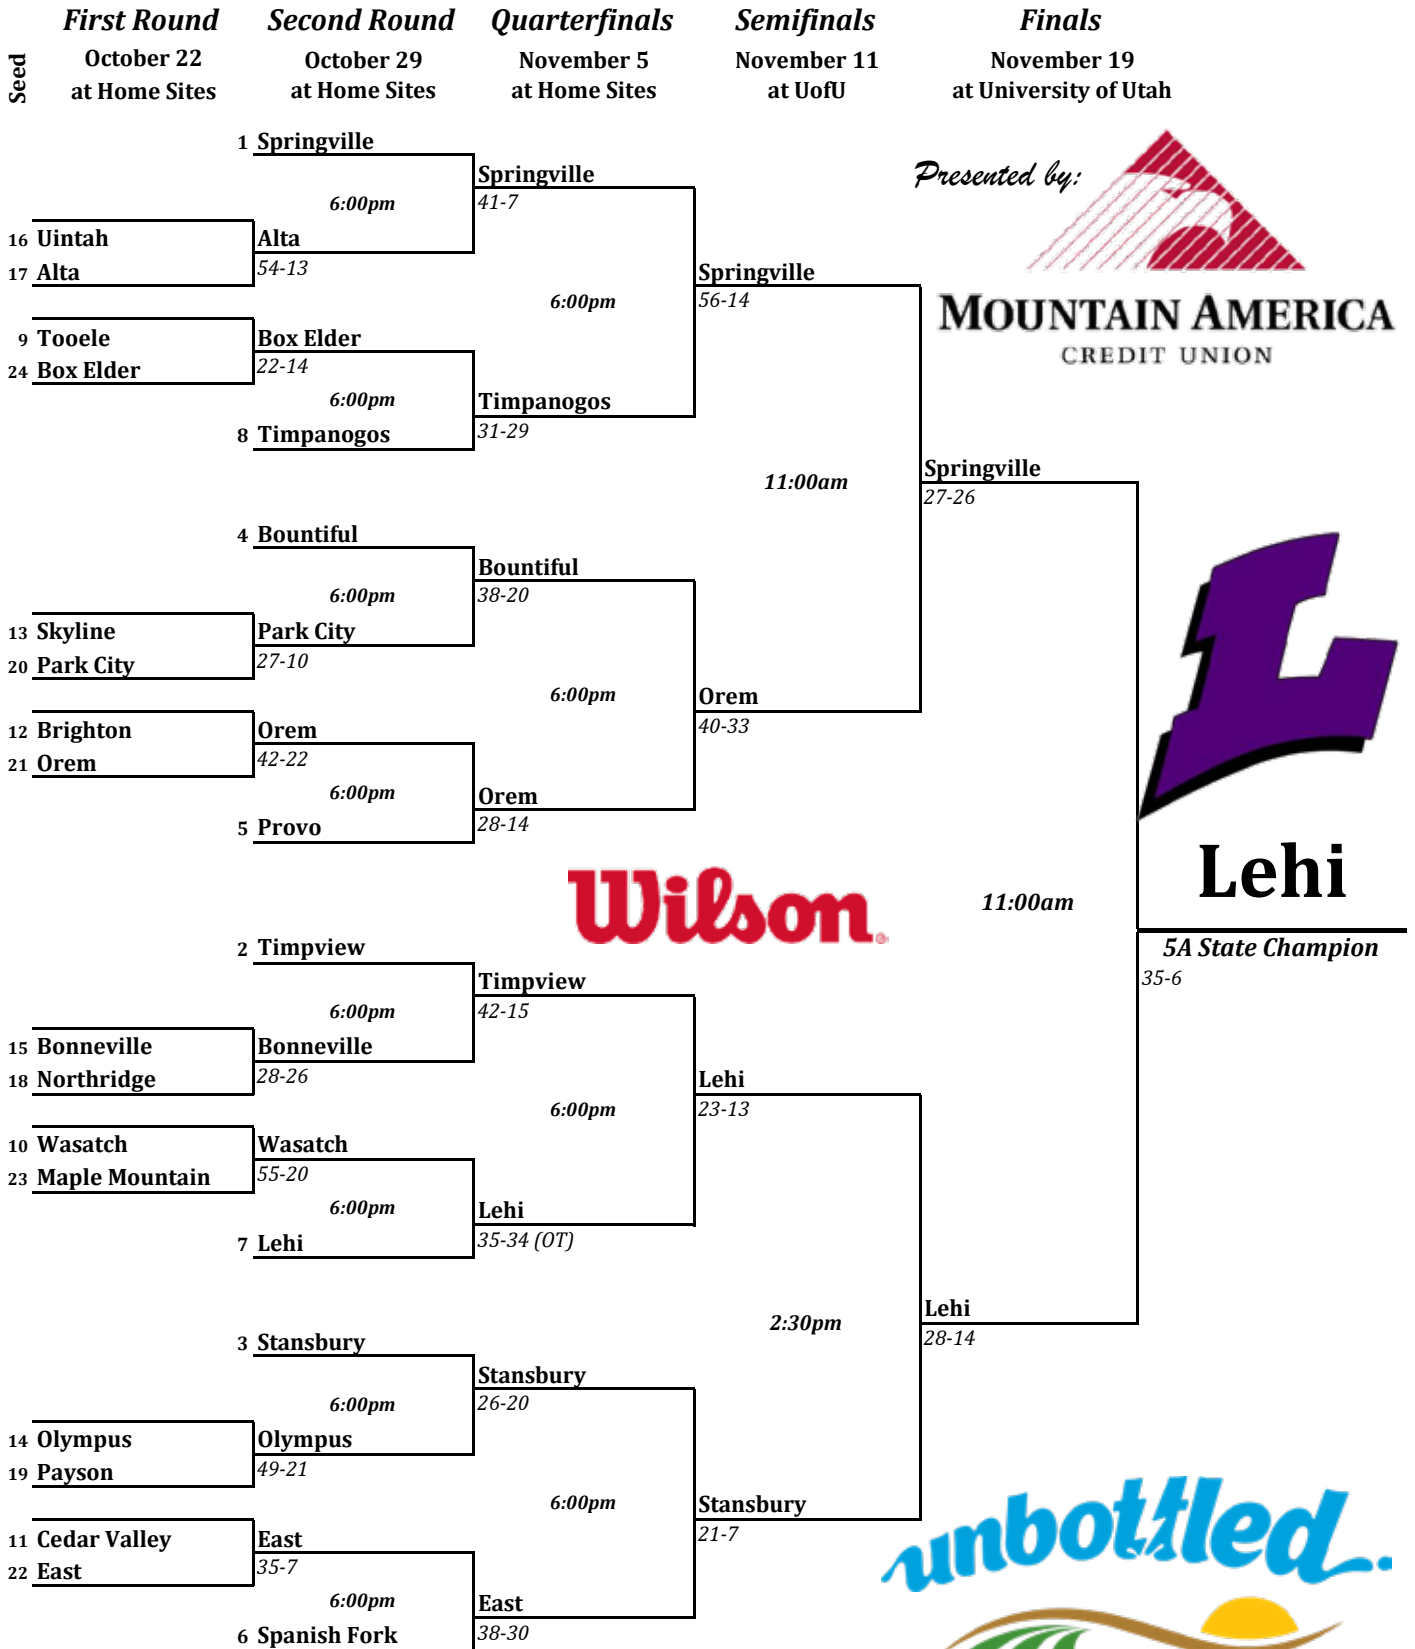 First Round Second Round Quarterfinals Semifinals Finals
Seed
October 22 October 29 November 5 November 11 November 19
at Home Sites at Home Sites at Home Sites at UofU at University of Utah
1 Springville
Presented by:
Springville
6:00pm 41-7
16 Uintah Alta
17 Alta 54-13 Springville
6:00pm 56-14
MOUNTAIN AMERICA
CREDIT UNION
9 Tooele Box Elder
24 Box Elder 22-14
6:00pm Timpanogos
8 Timpanogos 31-29
Springville
11:00am 27-26
4 Bountiful
Bountiful
6:00pm 38-20
13 Skyline Park City
20 Park City 27-10
6:00pm Orem
12 Brighton Orem 40-33
21 Orem 42-22
6:00pm Orem
5 Provo 28-14
L
Lehi
Wilson
11:00am
2 Timpview 5A State Champion
Timpview 35-6
6:00pm 42-15
15 Bonneville Bonneville
18 Northridge 28-26 Lehi
6:00pm 23-13
10 Wasatch Wasatch
23 Maple Mountain 55-20
6:00pm Lehi
7 Lehi 35-34 (OT)
Lehi
2:30pm 28-14
3 Stansbury
Stansbury
6:00pm 26-20
14 Olympus Olympus
19 Payson 49-21
6:00pm Stansbury
11 Cedar Valley East 21-7
22 East 35-7
unbottled..
6:00pm East
6 Spanish Fork 38-30